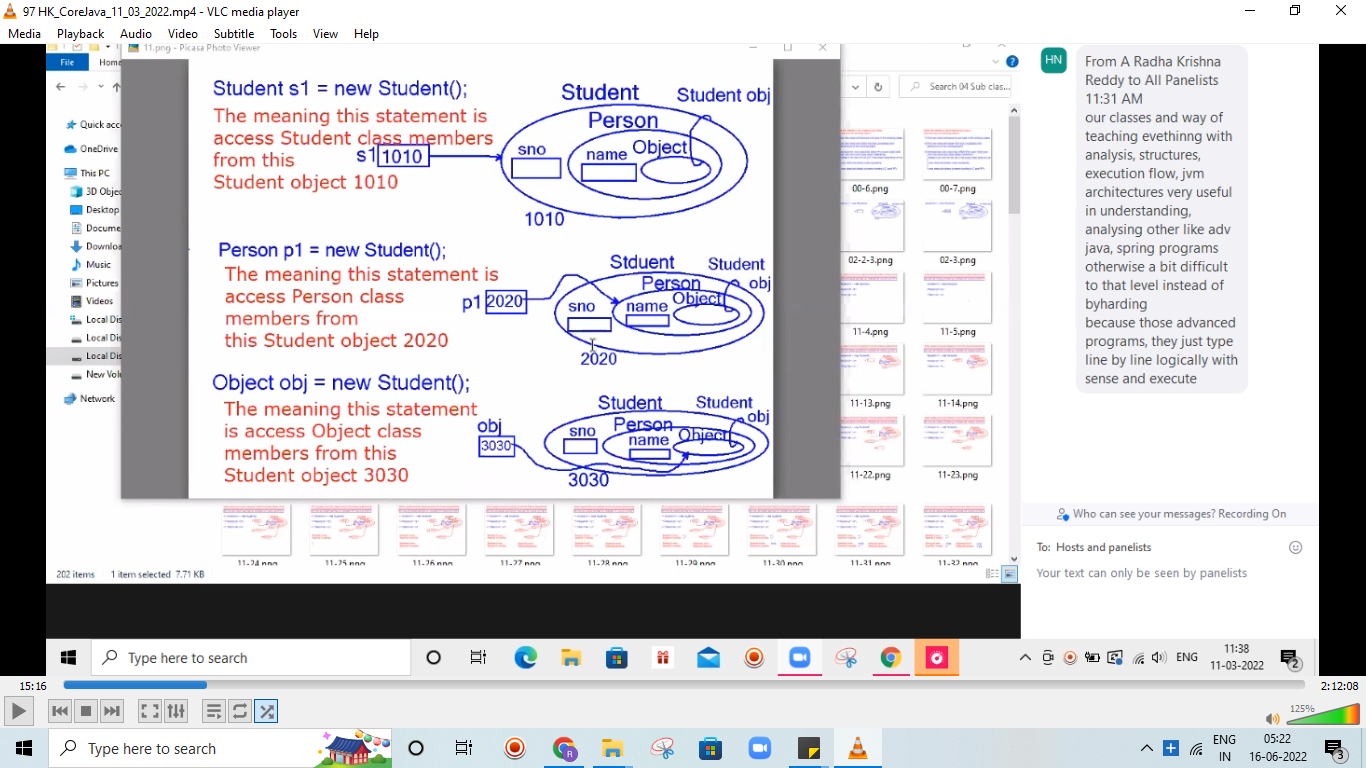 97 HK_CoreJava_11_03_2022.mp4 - VLC media player
Media Playback Audio Video Subtitle Tools View Help
11.png - Picasa Photo Viewer
File Home
Search 04 Sub clas...
Quick acc
OneDrive
This PC
3D Objec
Desktop
Docume
Downloa
Music
Pictures
Videos
Local Dis
Local Dis
Local Dis
New Volu
Network
Student s1 = new Student();
The meaning this statement is
access Student class members
from this
Student object 1010
s1 1010
Student
Student obj
Person
Object
sno
name
1010
Person p1 = new Student();
The meaning this statement is
access Person class
members from
this Student object 2020
p1 2020
Stduent
Student
obj
Person
Object
sno
name
2020
Object obj = new Student();
The meaning this statement
is access Object class
members from this
Student object 3030
obj
3030
Student
Student
obj
Person
Object
sno
name
3030
00-6.png 00-7.png
02-2-3.png 02-3.png
11-4.png 11-5.png
11-13.png 11-14.png
11-22.png 11-23.png
11-24.png 11-25.png 11-26.png 11-27.png 11-28.png 11-29.png 11-30.png 11-31.png 11-32.png
202 items 1 item selected 7.71 KB
HN
From A Radha Krishna
Reddy to All Panelists
11:31 AM
our classes and way of
teaching evethinng with
analysis, structures,
execution flow, jvm
architectures very useful
in understanding,
analysing other like adv
java, spring programs
otherwise a bit difficult
to that level instead of
byharding
because those advanced
programs, they just type
line by line logically with
sense and execute
Who can see your messages? Recording On
To: Hosts and panelists
Your text can only be seen by panelists
Type here to search
ENG
11:38
11-03-2022
2
15:16
2:12:08
125%
Type here to search
R
ENG
IN
05:22
16-06-2022
3